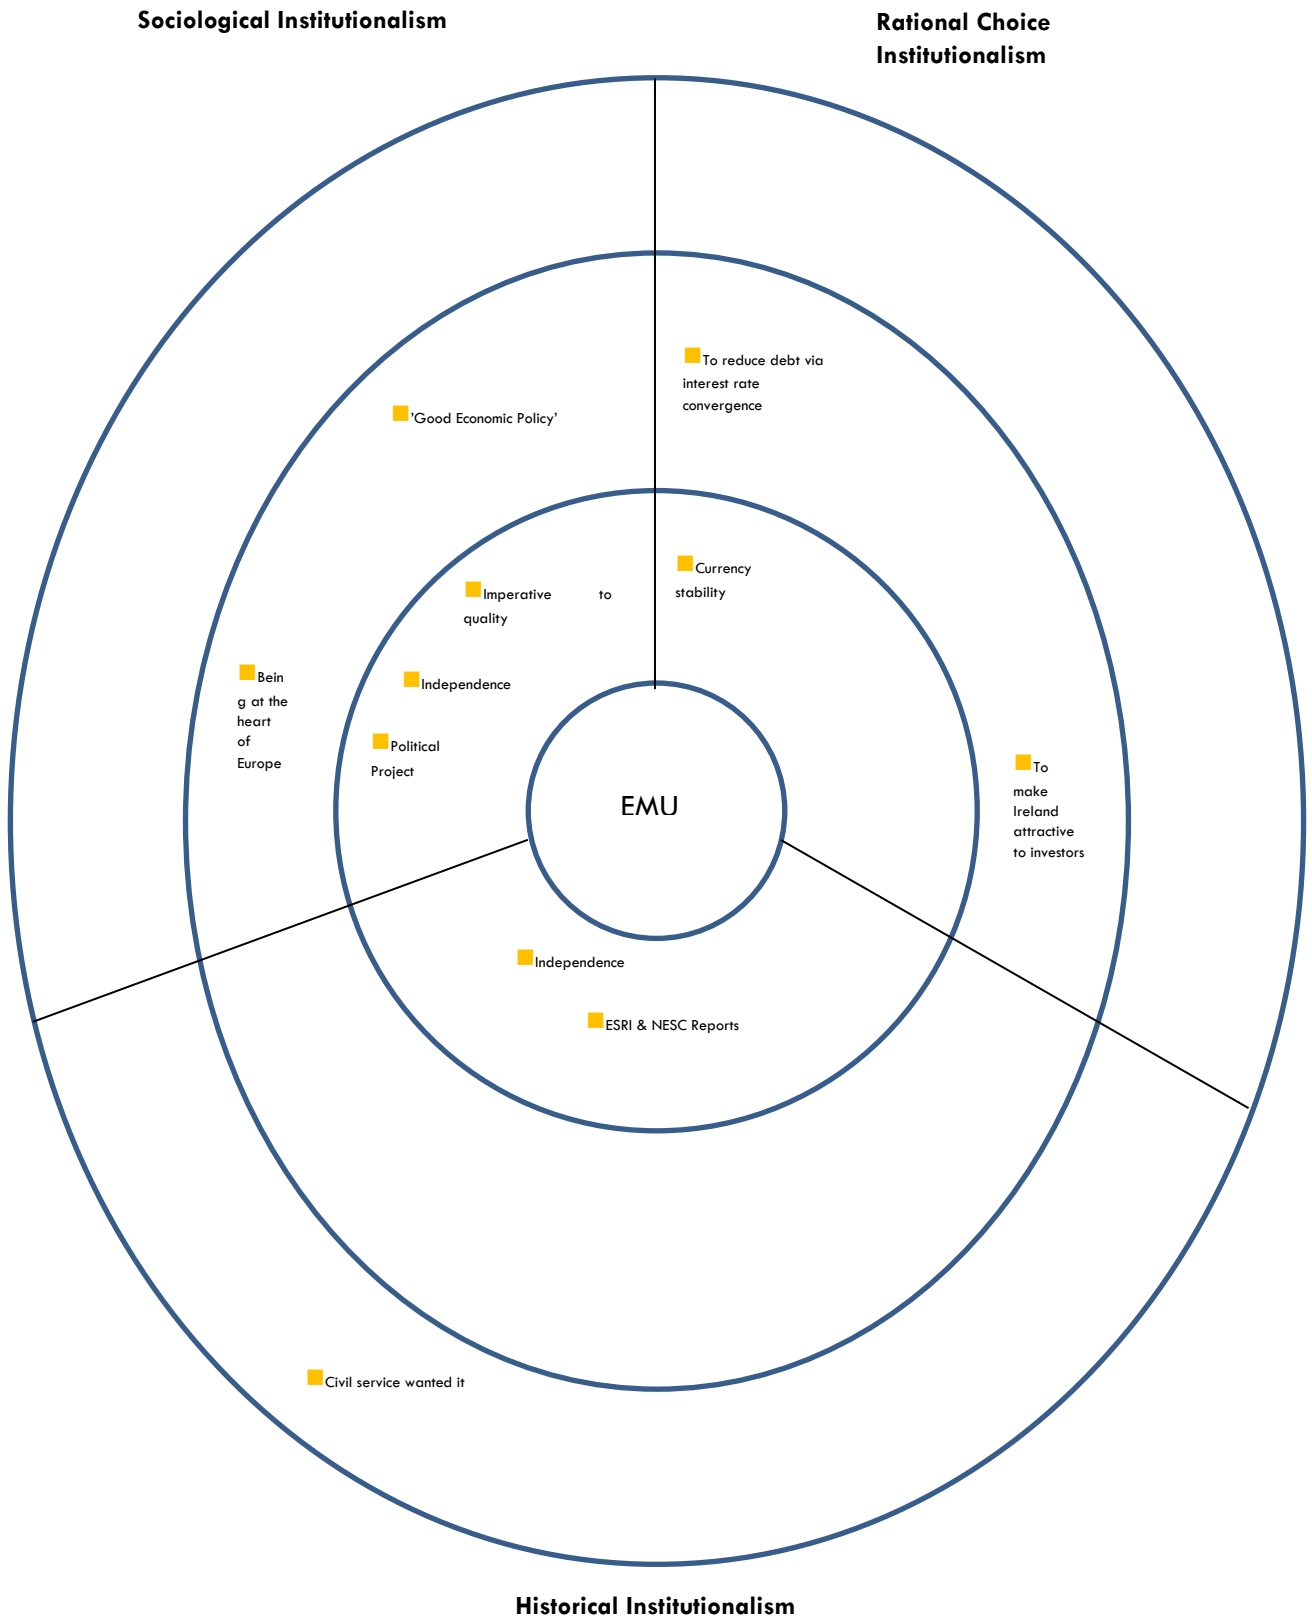 Sociological Institutionalism
Rational Choice
Institutionalism
To reduce debt via
interest rate
convergence
'Good Economic Policy'
Currency
stability
Imperative to
quality
Independence
Political
Project
Bein
g at the
heart
of
Europe
To
make
Ireland
attractive
to investors
EMU
Independence
ESRI & NESC Reports
Civil service wanted it
Historical Institutionalism